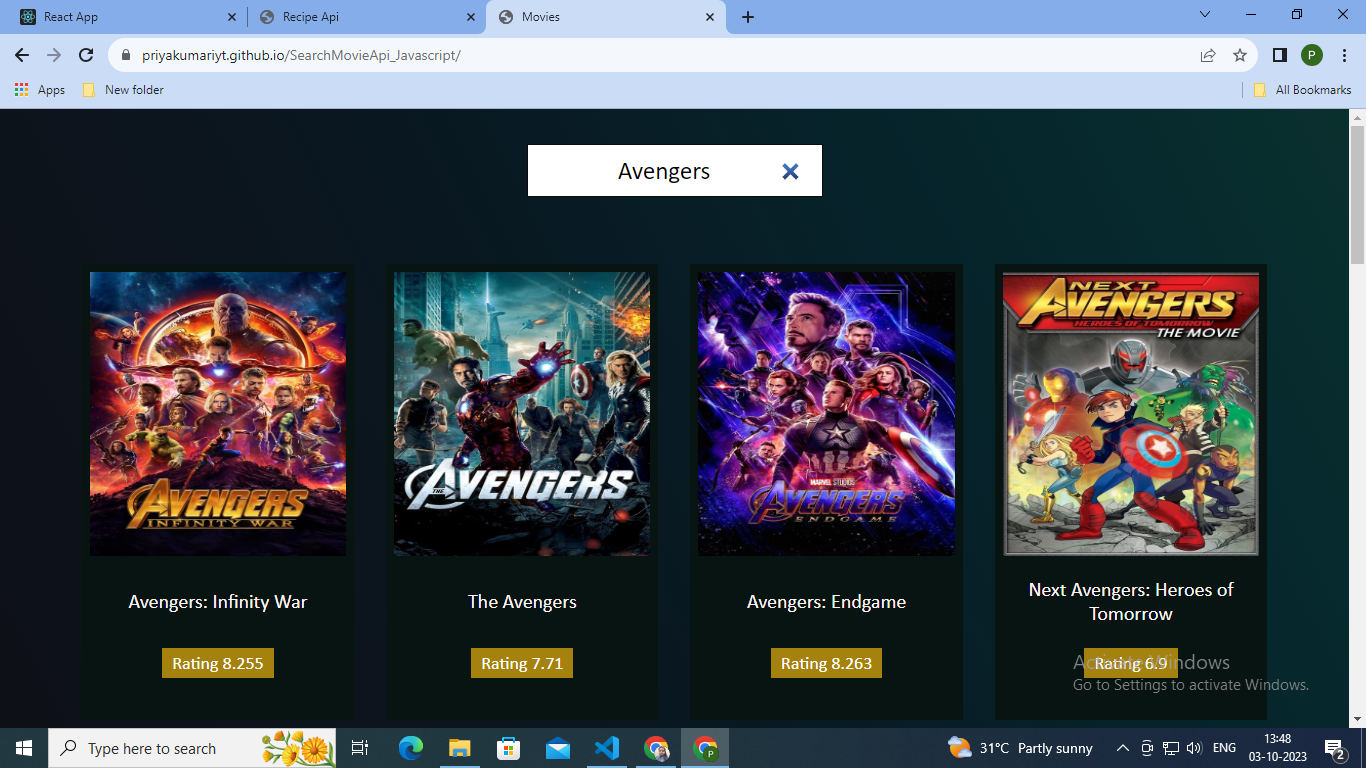 React App
Recipe Api
Movies
priyakumariyt.github.io/SearchMovieApi_Javascript/
P
Apps
New folder
All Bookmarks
Avengers
AVENGERS
INFINITY WAR
THE AVENGERS
MARVEL STUDIOS
AVENGERS
ENDGAME
NEXT
AVENGERS
HEROES OF TOMORROW
THE MOVIE
Avengers: Infinity War
The Avengers
Avengers: Endgame
Next Avengers: Heroes of
Tomorrow
Rating 8.255
Rating 7.71
Rating 8.263
Rating 6.9
Activate Windows
Go to Settings to activate Windows.
Type here to search
P
31°C Partly sunny
ENG
13:48
03-10-2023
2